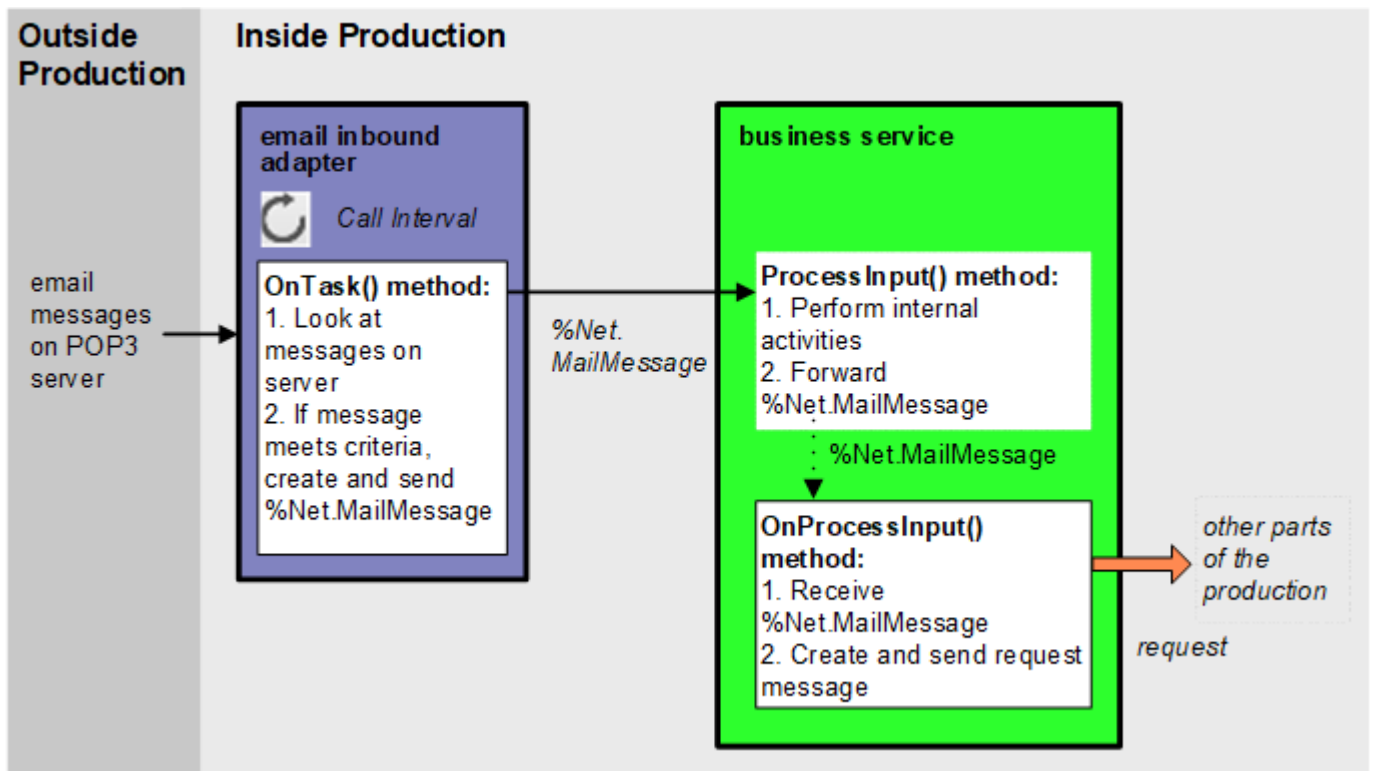 Outside
Production
Inside Production
email inbound
adapter
Call Interval
OnTask() method:
1. Look at
messages on
server
2. If message
meets criteria,
create and send
%Net.MailMessage
email
messages
on POP3
server
%Net.
MailMessage
business service
ProcessInput() method:
1. Perform internal
activities
2. Forward
%Net.MailMessage
%Net.MailMessage
OnProcessInput()
method:
1. Receive
%Net.MailMessage
2. Create and send request
message
other parts
of the
production
request